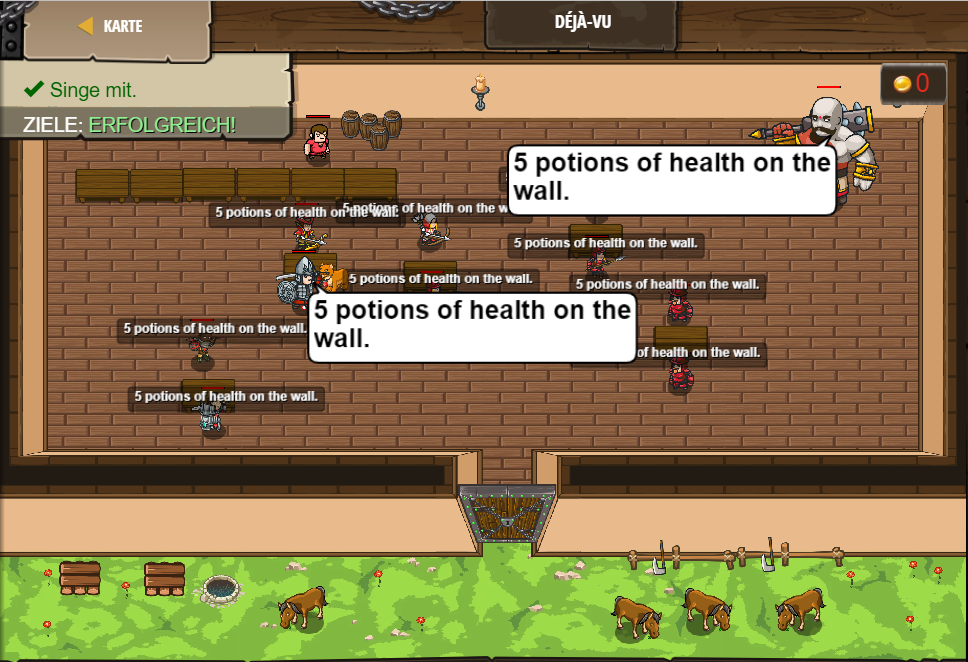 KARTE
DÉJÀ-VU
Singe mit.
0
ZIELE: ERFOLGREICH!
5 potions of health on the
wall.
5 potions of health on the w
5 potions of health on the wall.
5 potions of health on the wall.
5 potions of health on the wall.
5 potions of health on the wall.
5 potions of health on the
wall.
5 potions of health on the wall.
of health on the wall.
5 potions of health on the wall.